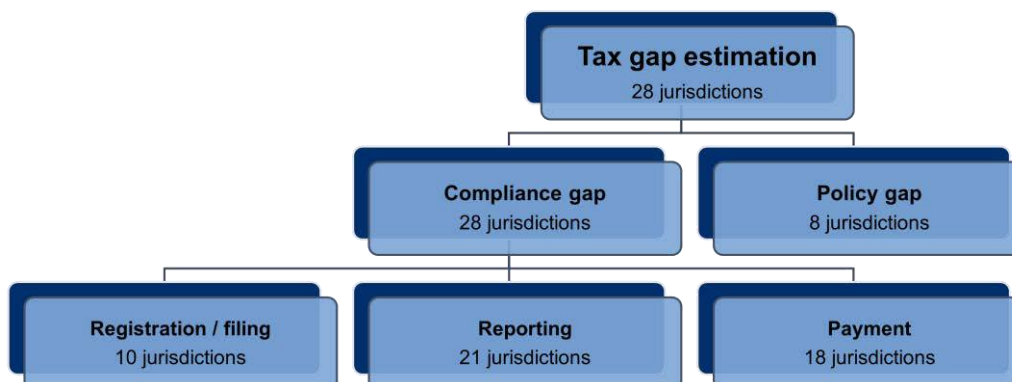 Tax gap estimation
28 jurisdictions
Compliance gap
28 jurisdictions
Policy gap
8 jurisdictions
Registration / filing
10 jurisdictions
Reporting
21 jurisdictions
Payment
18 jurisdictions